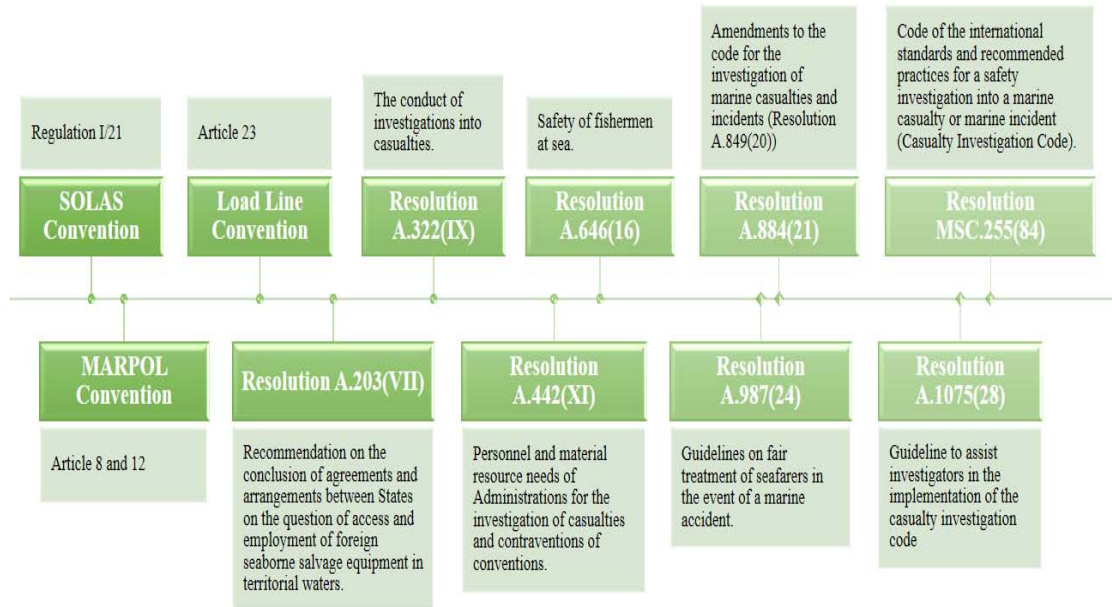 Regulation I/21
SOLAS
Convention
Article 23
Load Line
Convention
The conduct of
investigations into
casualties.
Resolution
A.322(IX)
Safety of fishermen
at sea.
Resolution
A.646(16)
Amendments to the
code for the
investigation of
marine casualties and
incidents (Resolution
A.849(20))
Resolution
A.884(21)
Code of the international
standards and recommended
practices for a safety
investigation into a marine
casualty or marine incident
(Casualty Investigation Code).
Resolution
MSC.255(84)
MARPOL
Convention
Article 8 and 12
Resolution A.203(VII)
Recommendation on the
conclusion of agreements and
arrangements between States
on the question of access and
employment of foreign
seaborne salvage equipment in
territorial waters.
Resolution
A.442(XI)
Personnel and material
resource needs of
Administrations for the
investigation of casualties
and contraventions of
conventions.
Resolution
A.987(24)
Guidelines on fair
treatment of seafarers
in the event of a marine
accident.
Resolution
A.1075(28)
Guideline to assist
investigators in the
implementation of the
casualty investigation
code